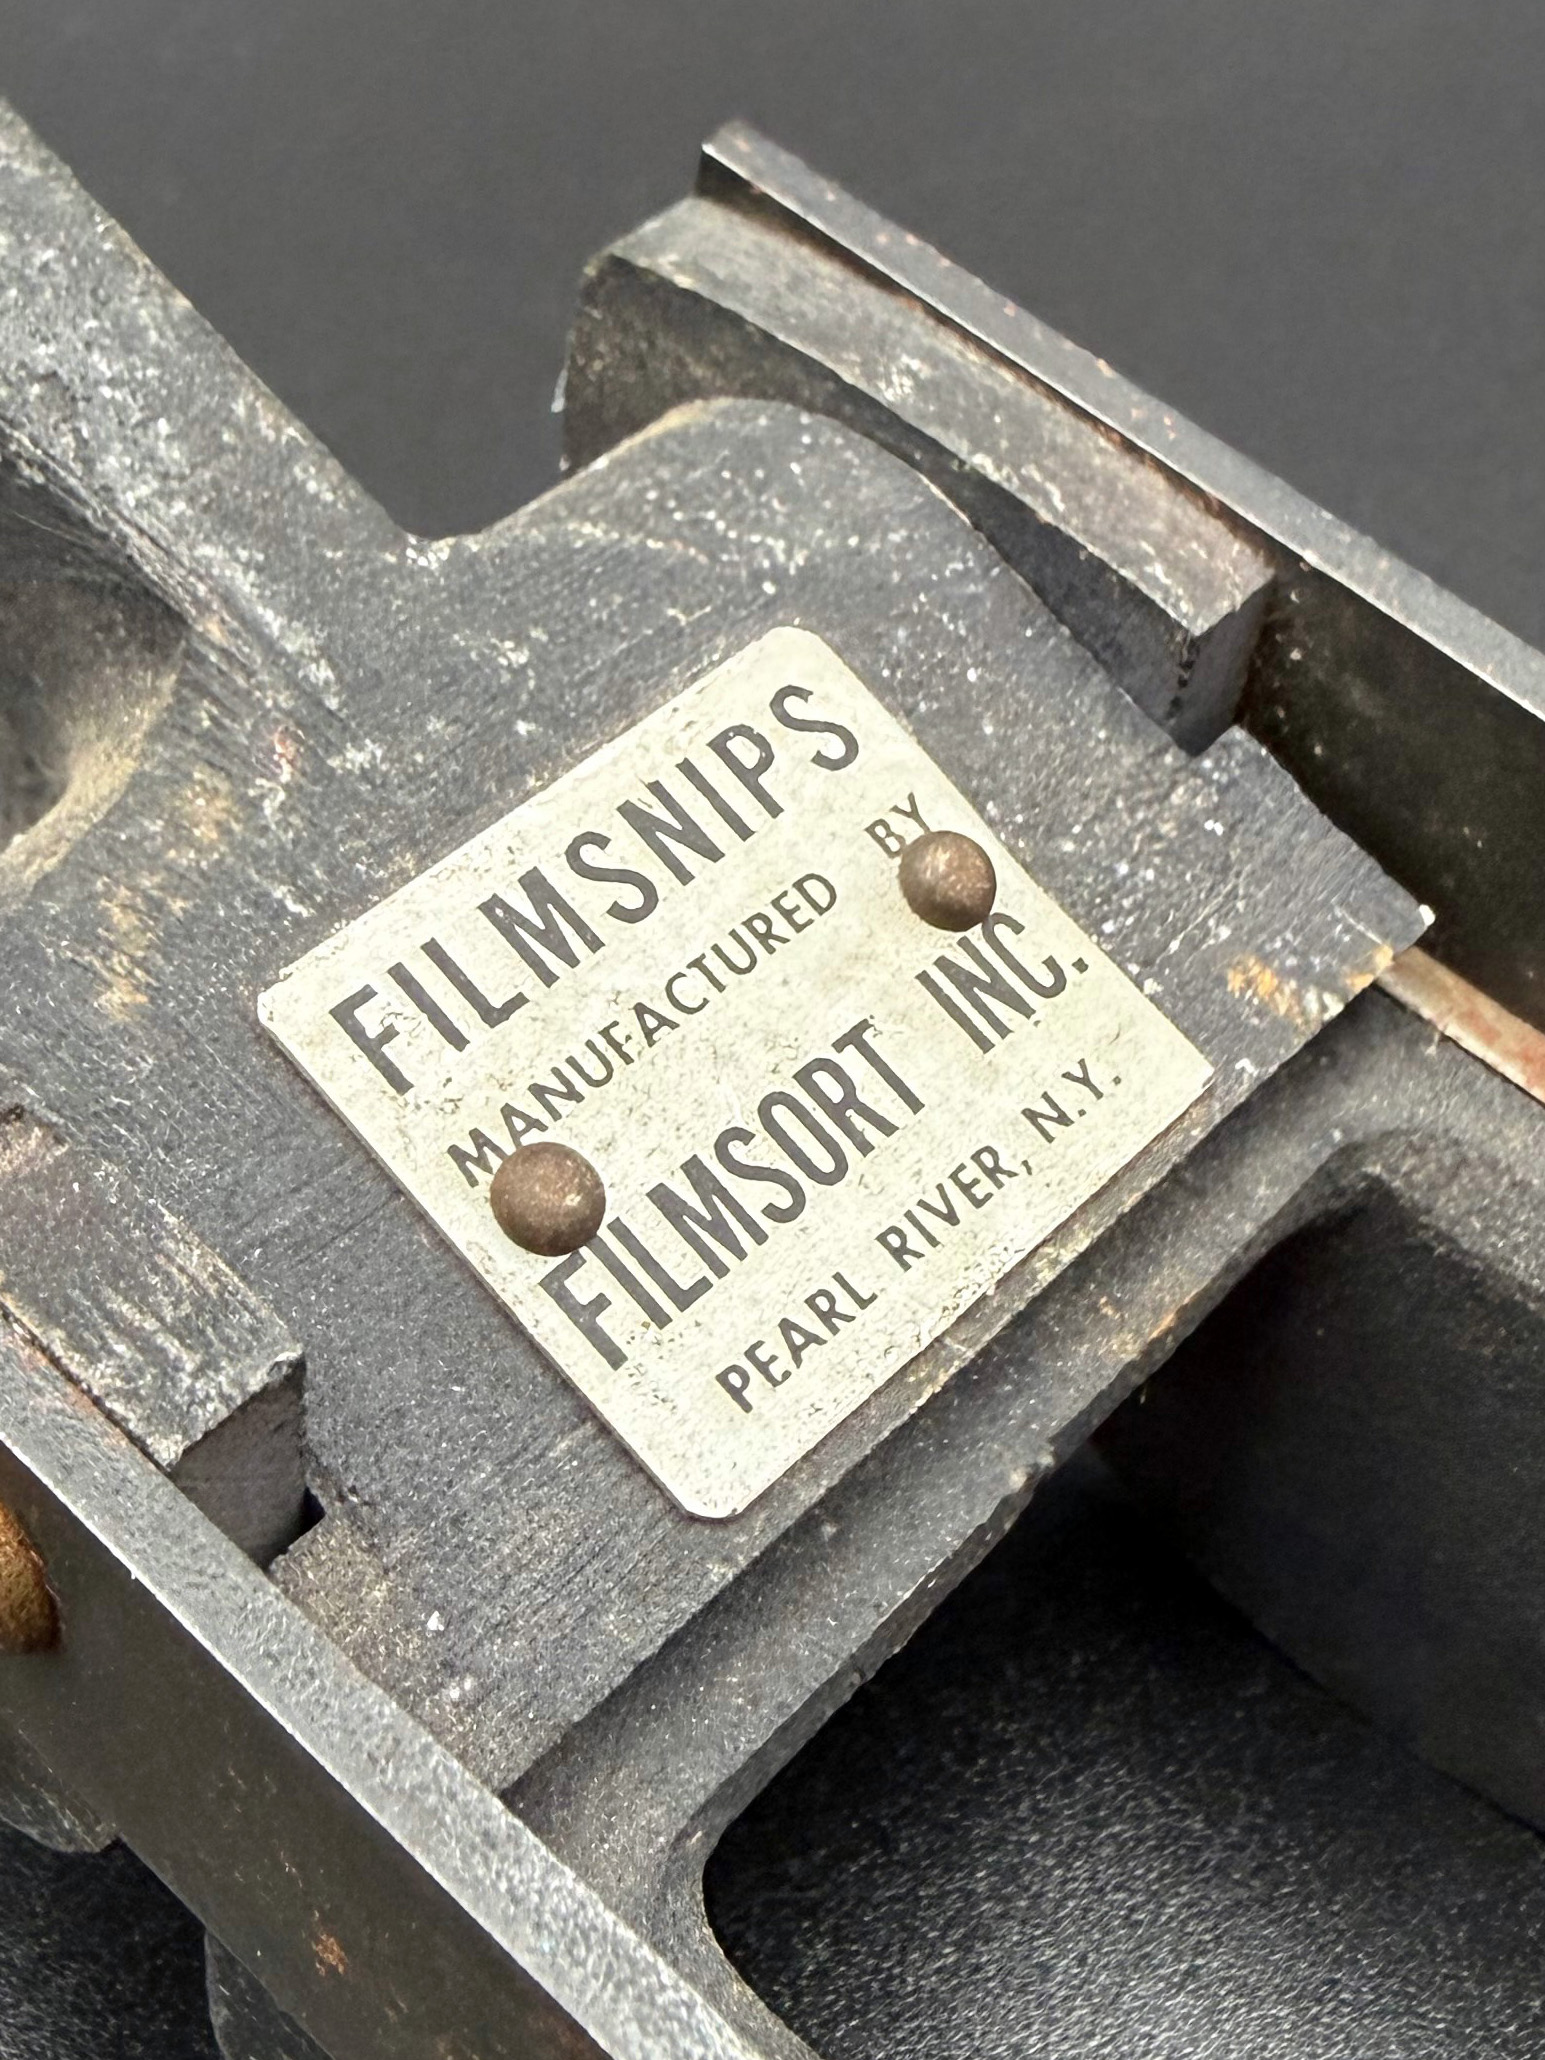 FILMSNIPS
MANUFACTURED BY
FILMSORT INC.
PEARL RIVER, N.Y.